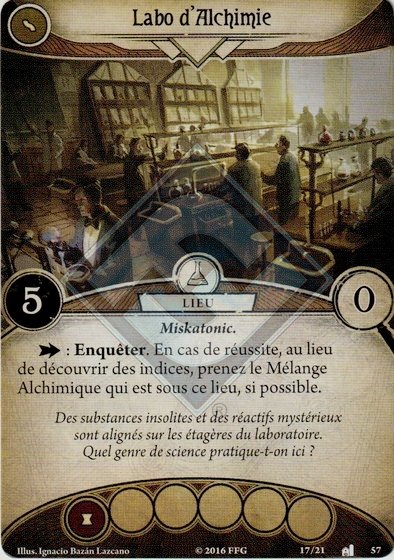 Labo d'Alchimie
5
LIEU
0
Miskatonic.
: Enquêter. En cas de réussite, au lieu
de découvrir des indices, prenez le Mélange
Alchimique qui est sous ce lieu, si possible.
Des substances insolites et des réactifs mystérieux
sont alignés sur les étagères du laboratoire.
Quel genre de science pratique-t-on ici ?
Illus. Ignacio Bazán Lazcano © 2016 FFG 17/21 57